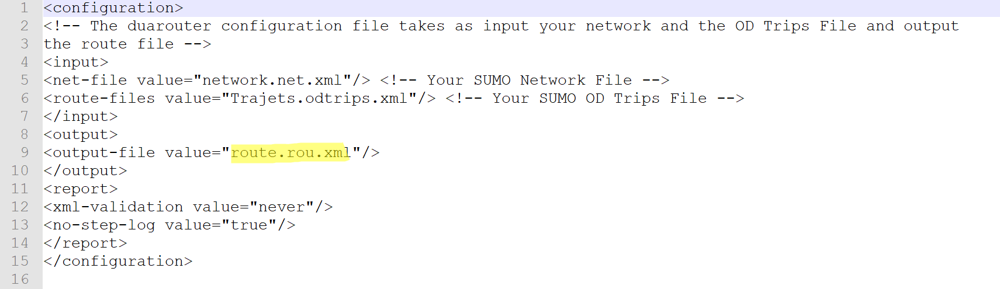 1 <configuration>
2 <!-- The duarouter configuration file takes as input your network and the OD Trips File and output
3 the route file -->
4 <input>
5 <net-file value="network.net.xml"/> <!-- Your SUMO Network File -->
6 <route-files value="Trajets.odtrips.xml"/> <!-- Your SUMO OD Trips File -->
7 </input>
8 <output>
9 <output-file value="route.rou.xml"/>
10 </output>
11 <report>
12 <xml-validation value="never"/>
13 <no-step-log value="true"/>
14 </report>
15 </configuration>
16